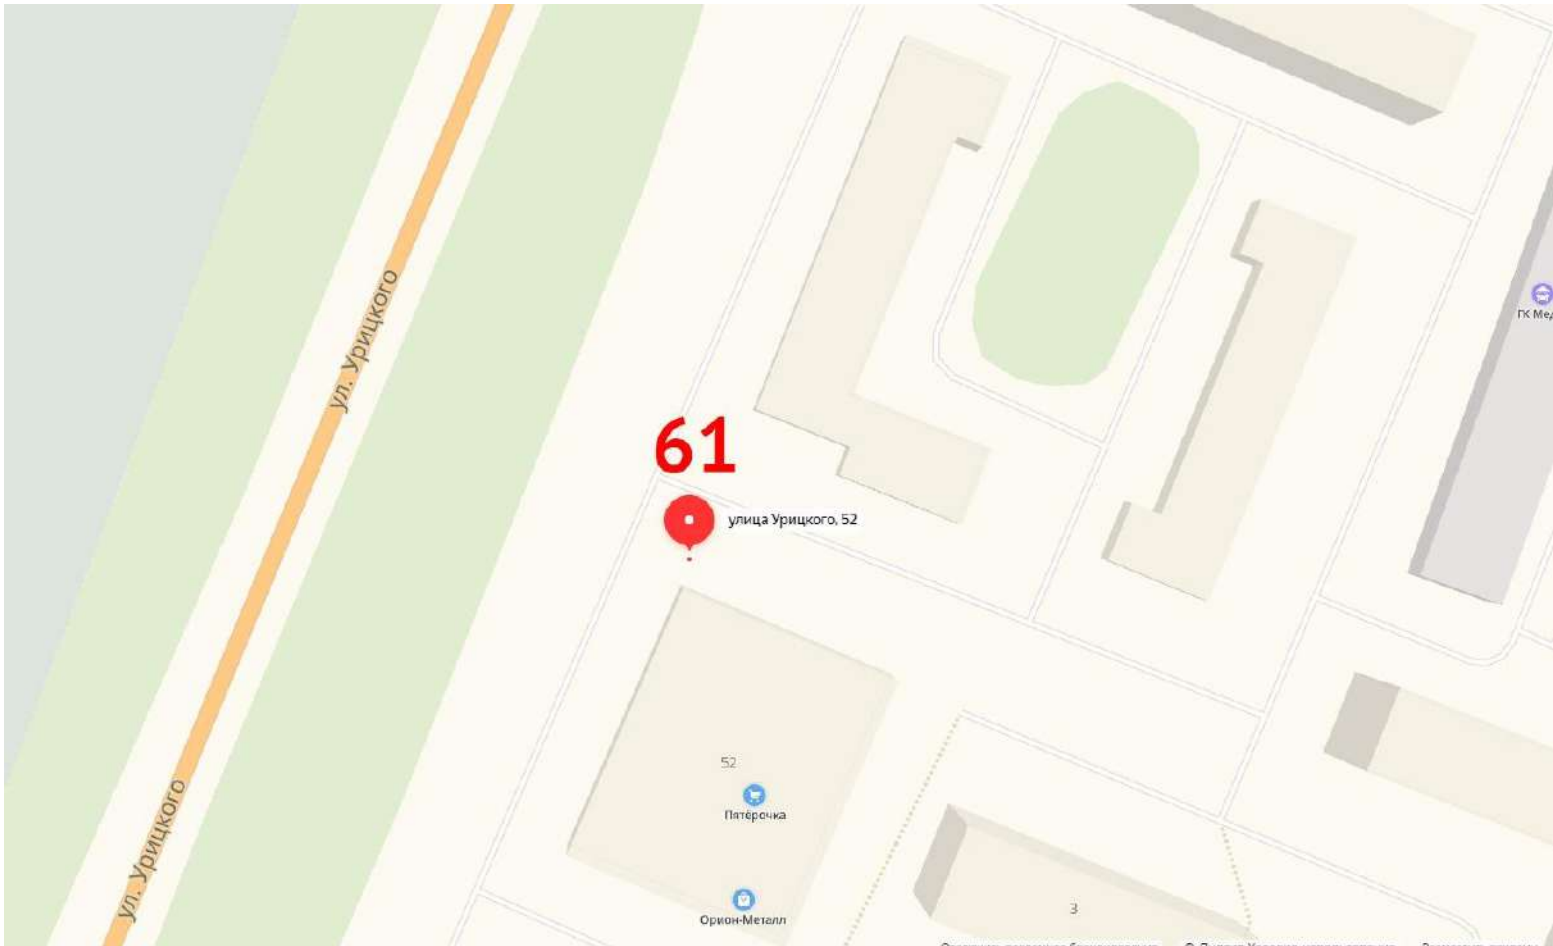 ул. Урицкого
ГК Мед
61
улица Урицкого, 52
52
Пятёрочка
ул. Урицкого
Орион-Металл
3